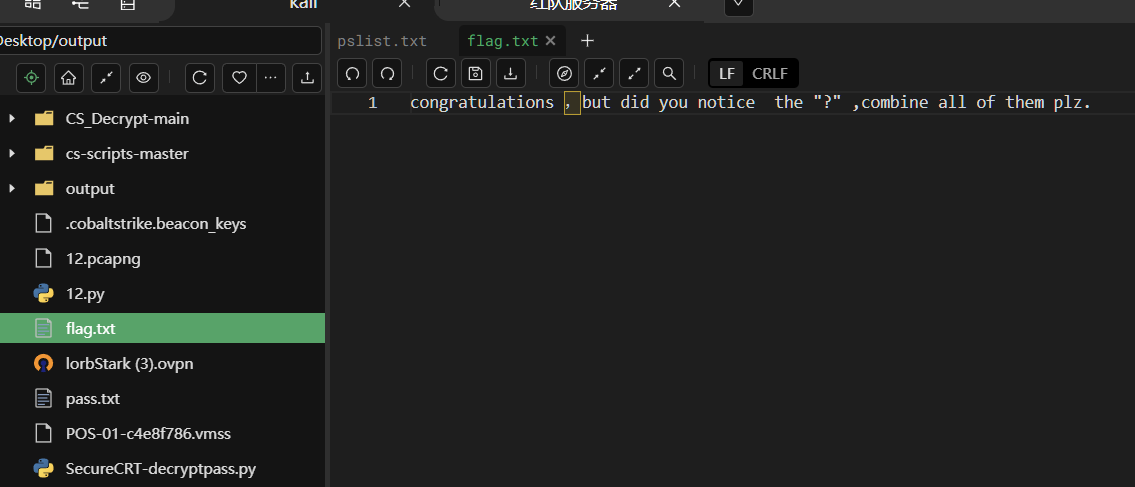 kali
红队服务器
Desktop/output
pslist.txt
flag.txt
LF
CRLF
1
congratulations ，but did you notice  the "?" ,combine all of them plz.
CS_Decrypt-main
cs-scripts-master
output
.cobaltstrike.beacon_keys
12.pcapng
12.py
flag.txt
lorbStark (3).ovpn
pass.txt
POS-01-c4e8f786.vmss
SecureCRT-decryptpass.py